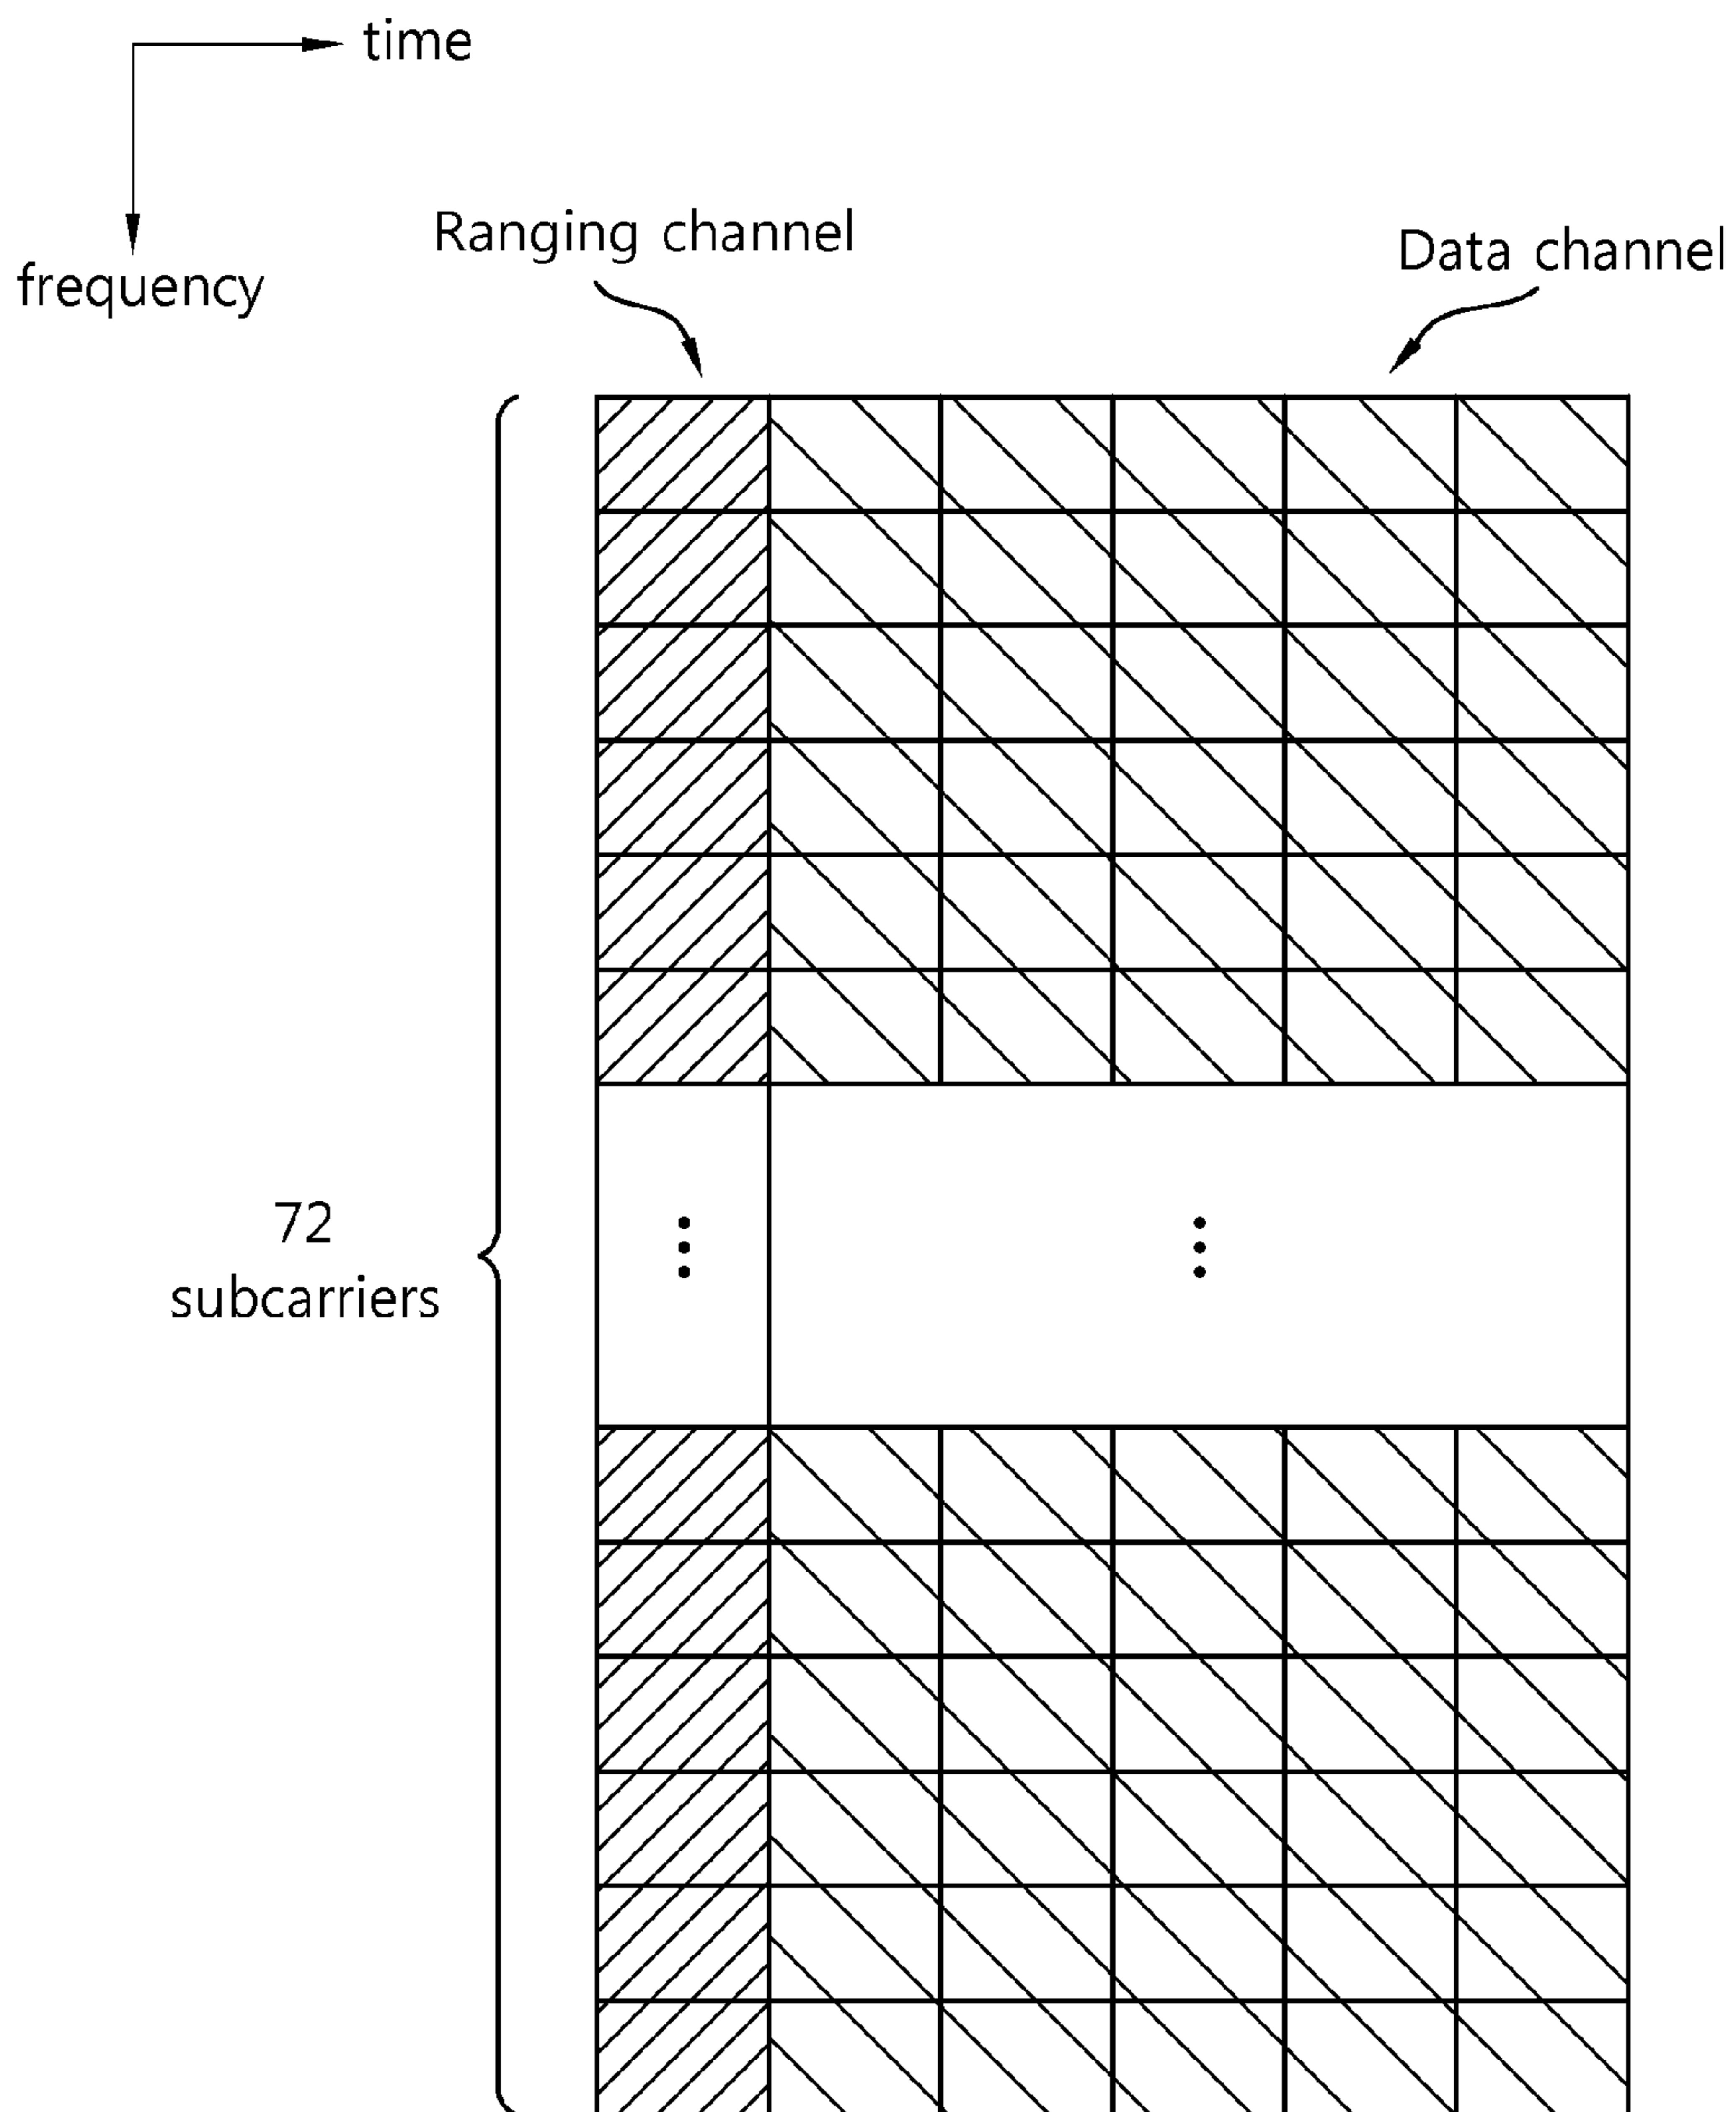 time
frequency
Ranging channel
Data channel
72
subcarriers